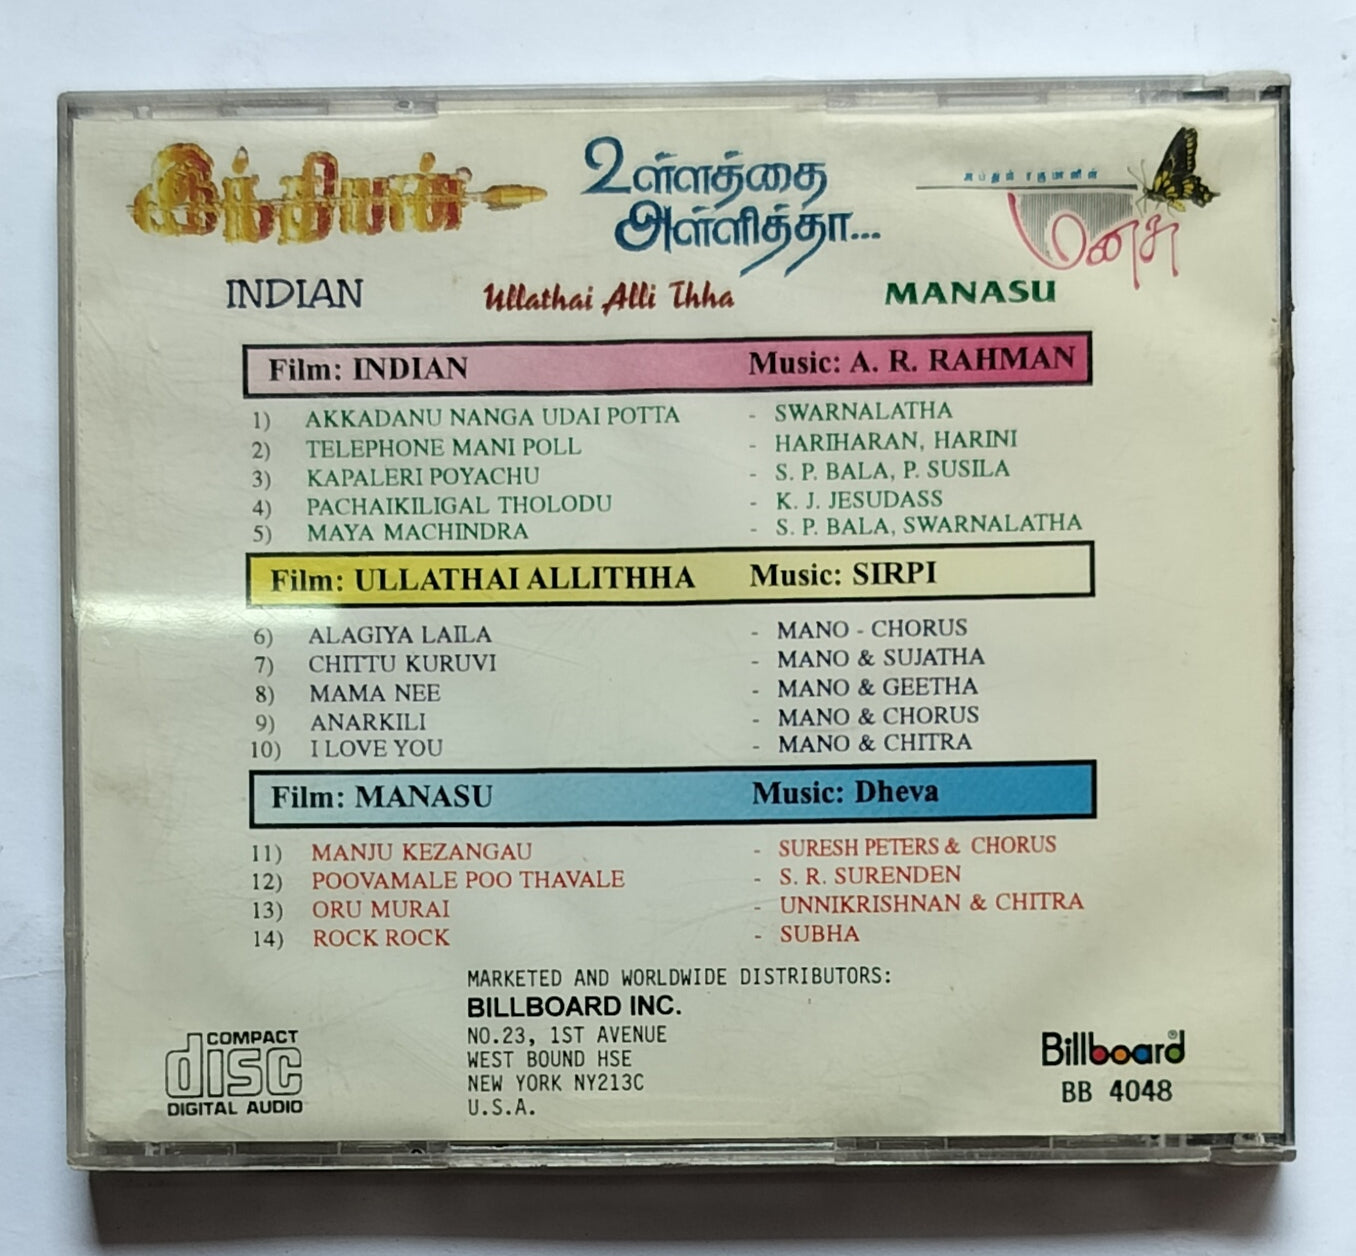 இந்தியன்
உள்ளத்தை
அள்ளித்தா...
அப்துல் ரகுமானின்
மனசு
INDIAN
Ullathai Alli Thha
MANASU
Film: INDIAN Music: A. R. RAHMAN
1) AKKADANU NANGA UDAI POTTA - SWARNALATHA
2) TELEPHONE MANI POLL - HARIHARAN, HARINI
3) KAPALERI POYACHU - S. P. BALA, P. SUSILA
4) PACHAIKILIGAL THOLODU - K. J. JESUDASS
5) MAYA MACHINDRA - S. P. BALA, SWARNALATHA
Film: ULLATHAI ALLITHHA Music: SIRPI
6) ALAGIYA LAILA - MANO - CHORUS
7) CHITTU KURUVI - MANO & SUJATHA
8) MAMA NEE - MANO & GEETHA
9) ANARKILI - MANO & CHORUS
10) I LOVE YOU - MANO & CHITRA
Film: MANASU Music: Dheva
11) MANJU KEZANGAU - SURESH PETERS & CHORUS
12) POOVAMALE POO THAVALE - S. R. SURENDEN
13) ORU MURAI - UNNIKRISHNAN & CHITRA
14) ROCK ROCK - SUBHA
MARKETED AND WORLDWIDE DISTRIBUTORS:
BILLBOARD INC.
NO.23, 1ST AVENUE
WEST BOUND HSE
NEW YORK NY213C
U.S.A.
COMPACT
disc
DIGITAL AUDIO
Billboard®
BB 4048